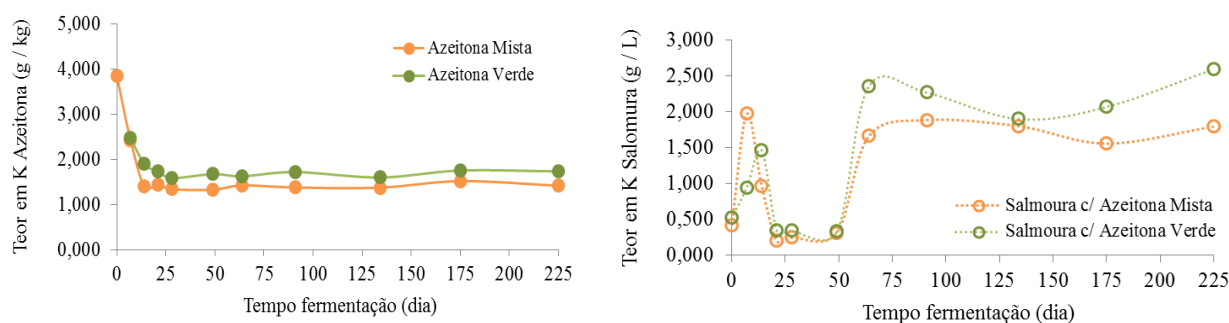 Teor em K Azeitona (g / kg)
5,000
4,000
3,000
2,000
1,000
0,000
0 25 50 75 100 125 150 175 200 225
Tempo fermentação (dia)
Azeitona Mista
Azeitona Verde
Teor em K Salomura (g / L)
3,000
2,500
2,000
1,500
1,000
0,500
0,000
0 25 50 75 100 125 150 175 200 225
Tempo fermentação (dia)
Salmoura c/ Azeitona Mista
Salmoura c/ Azeitona Verde